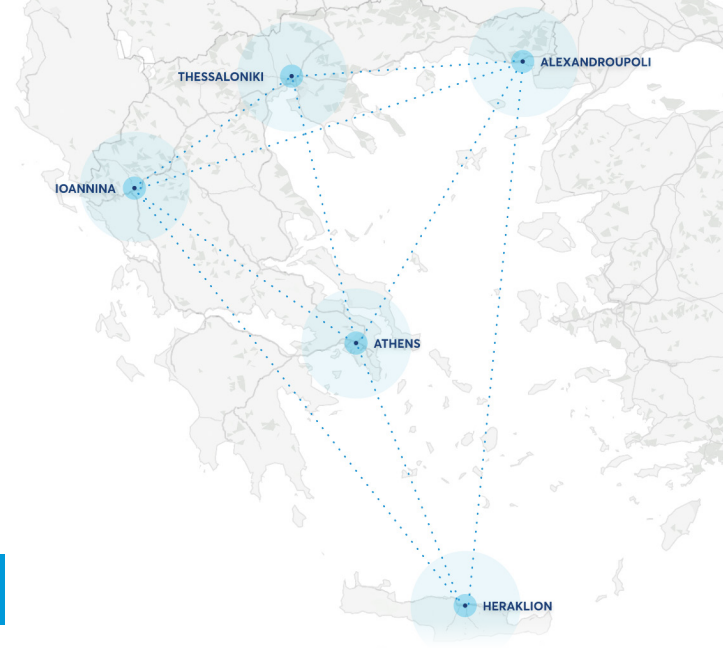 ALEXANDROUPOLI
THESSALONIKI
IOANNINA
ATHENS
HERAKLION